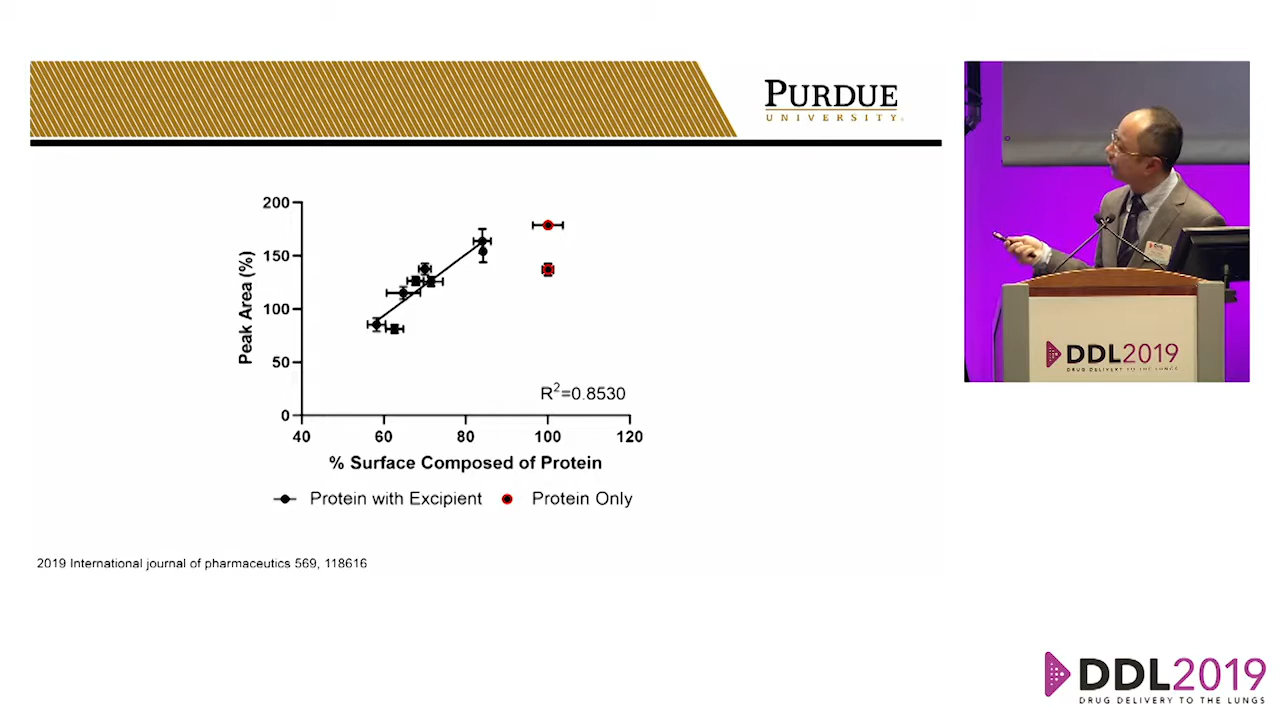 PURDUE
UNIVERSITY
200
150
100
50
0
Peak Area (%)
R2=0.8530
40 60 80 100 120
% Surface Composed of Protein
Protein with Excipient Protein Only
2019 International journal of pharmaceutics 569, 118616
DDL2019
DRUG DELIVERY TO THE LUNGS
DDL2019
DRUG DELIVERY TO THE LUNGS